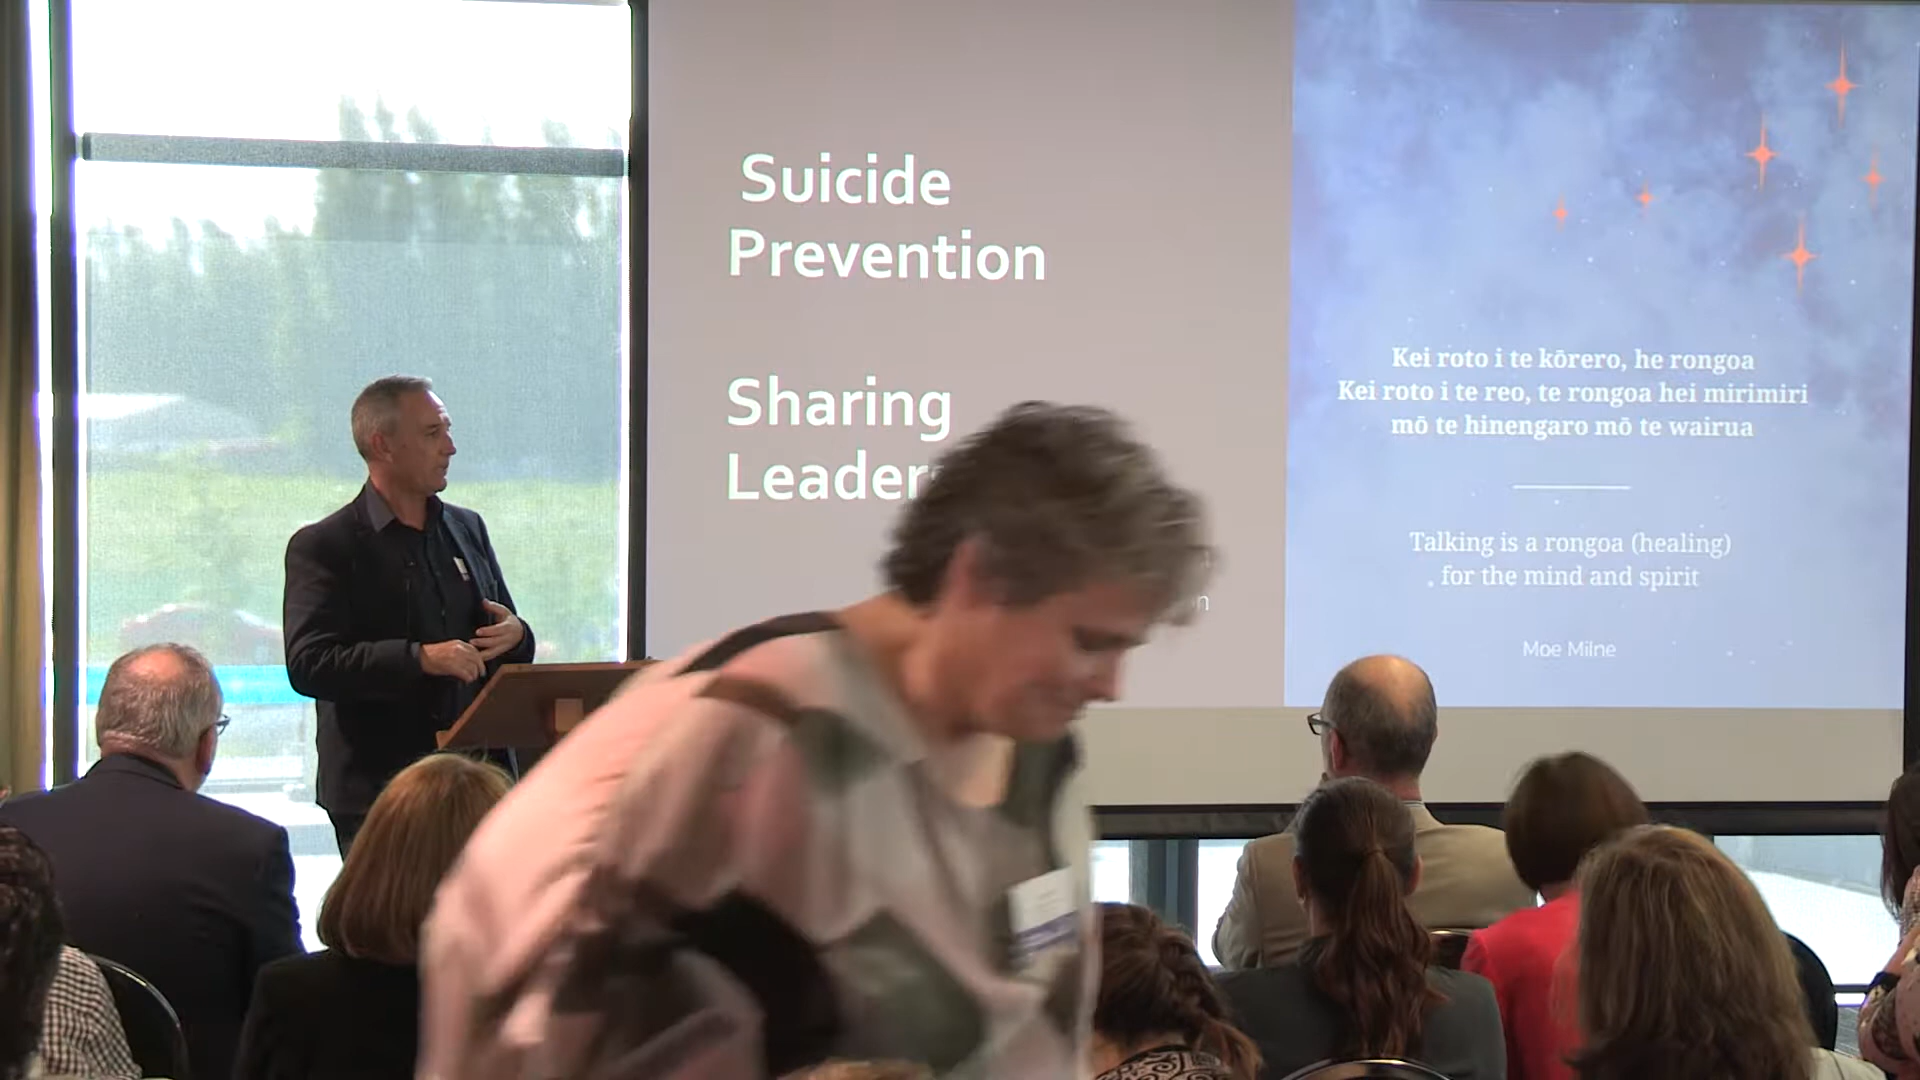 Suicide
Prevention
Sharing
Leader
Kei roto i te kōrero, he rongoa
Kei roto i te reo, te rongoa hei mirimiri
mō te hinengaro mō te wairua
Talking is a rongoa (healing)
for the mind and spirit
Moe Milne